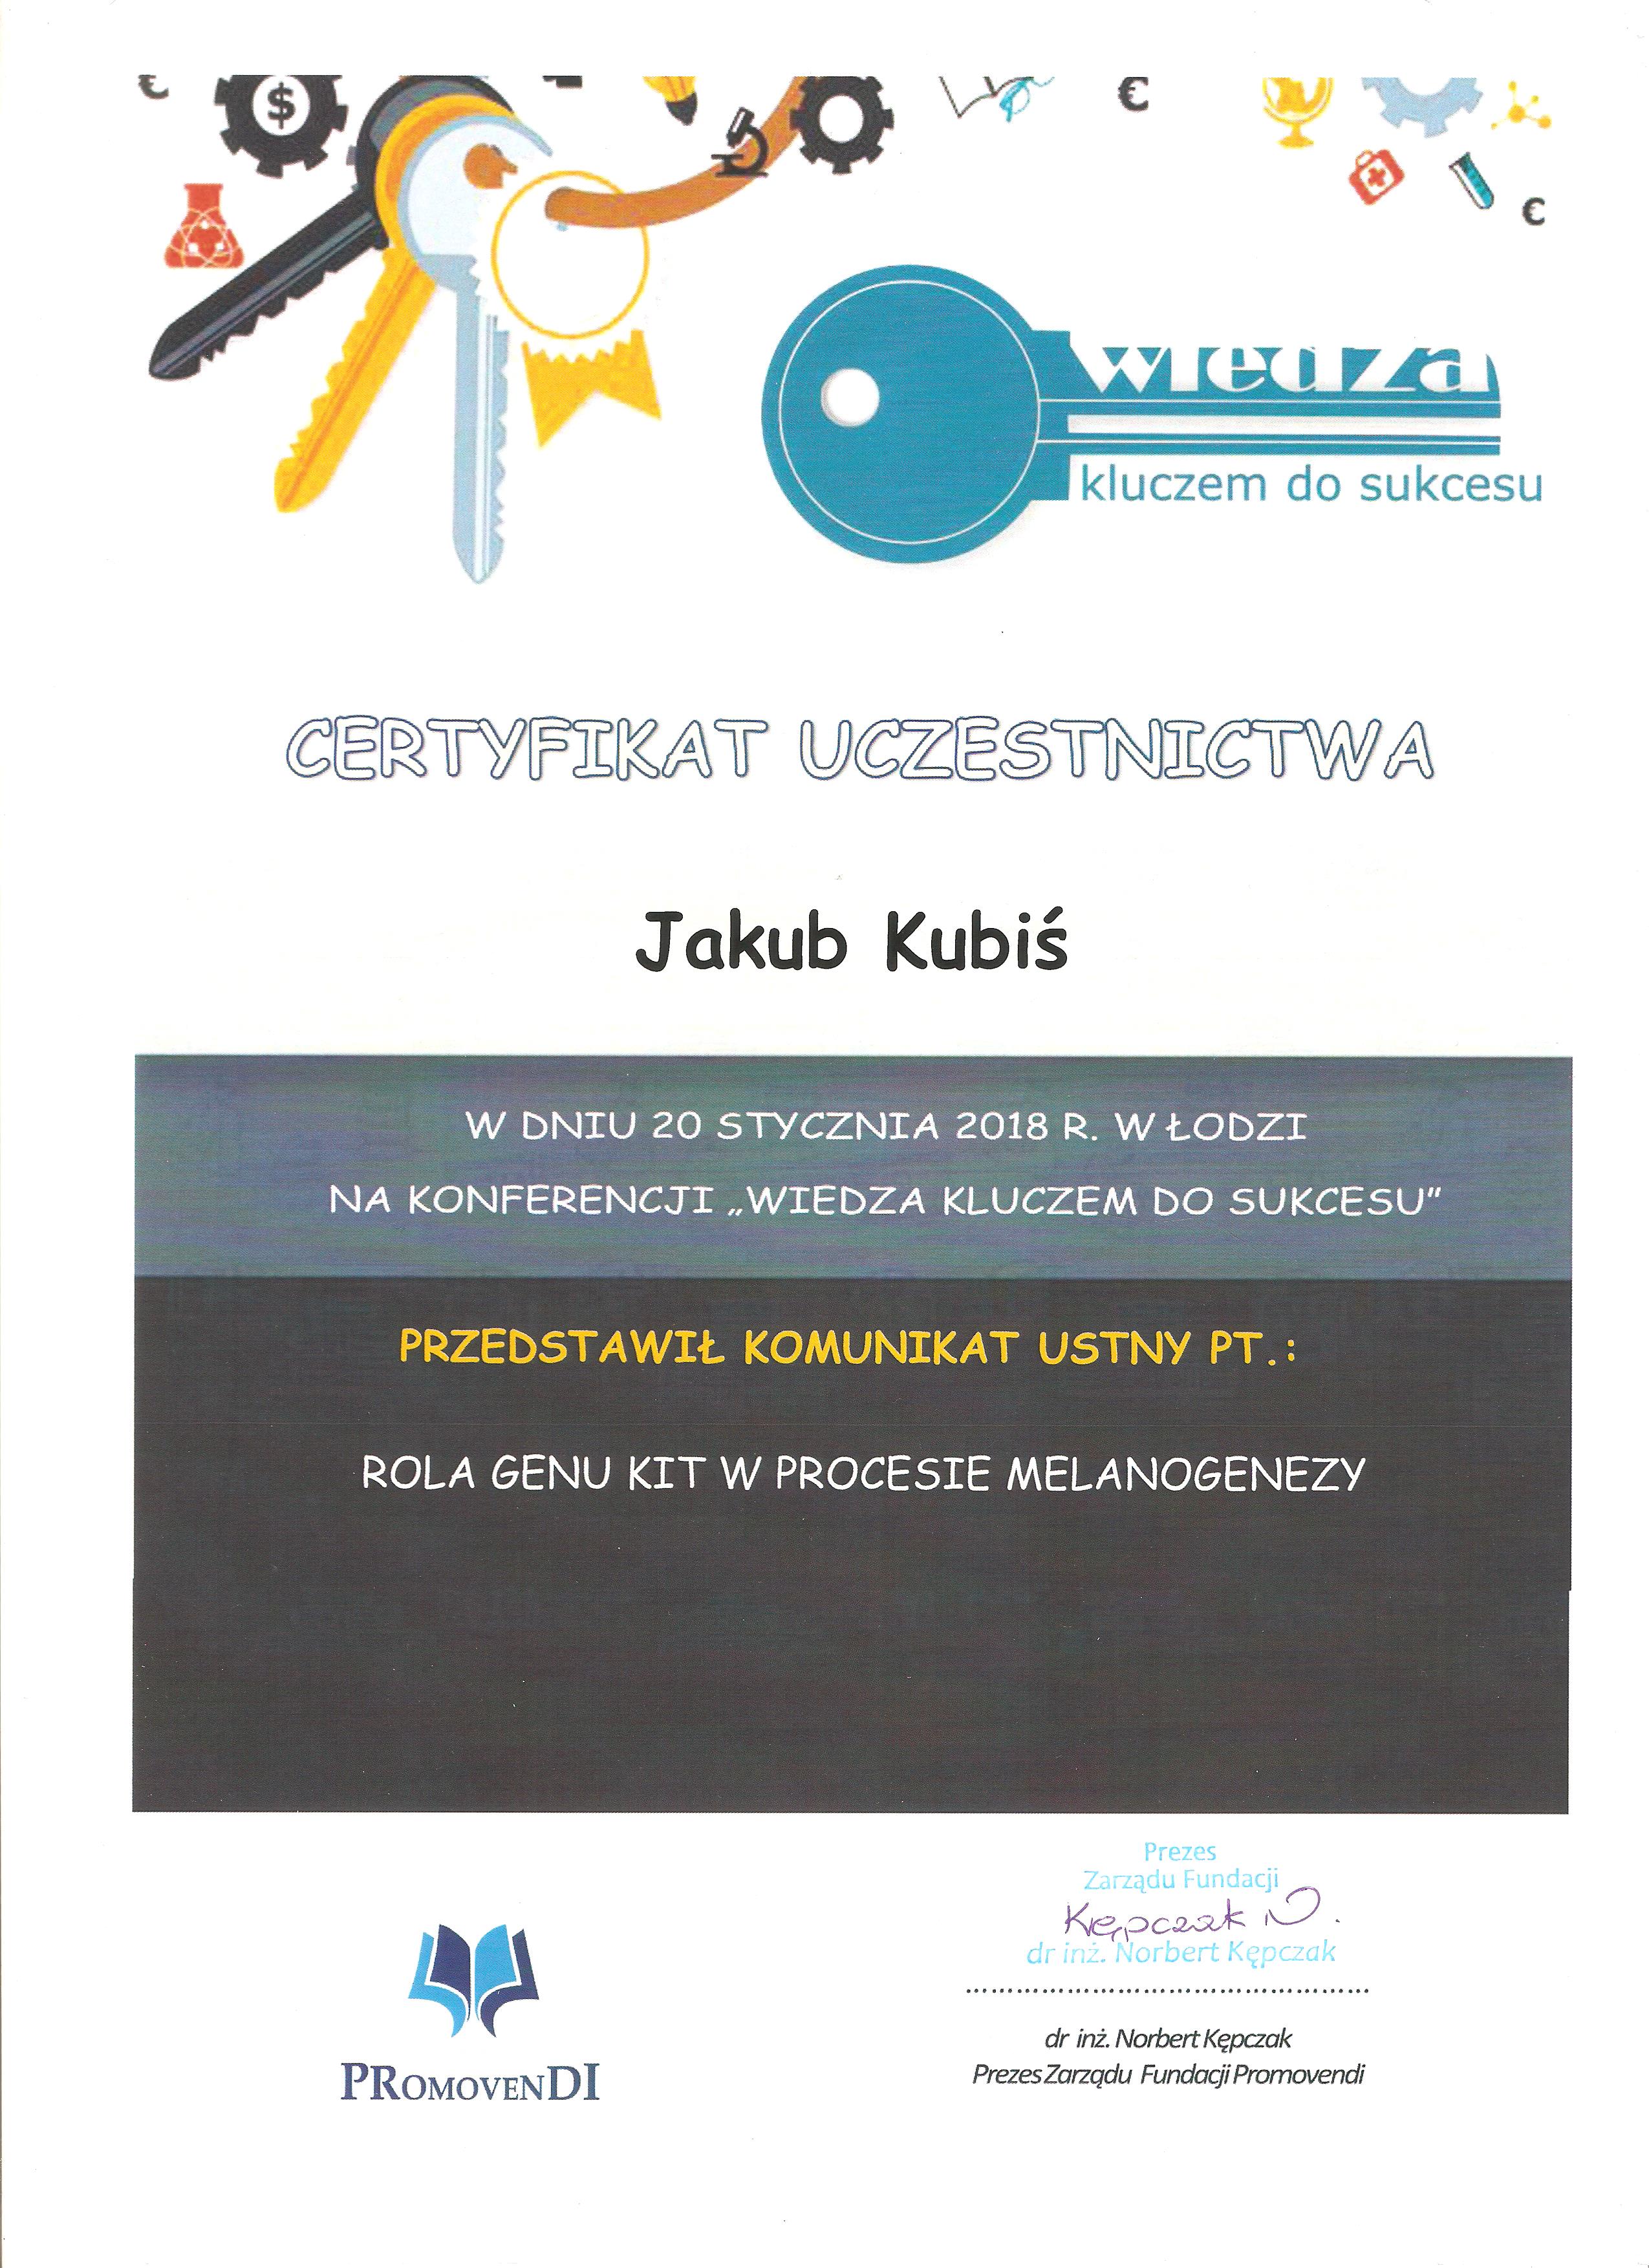 €
$
€
€
wiedza
kluczem do sukcesu
CERTYFIKAT UCZESTNICTWA
Jakub Kubiś
W DNIU 20 STYCZNIA 2018 R. W ŁODZI
NA KONFERENCJI „WIEDZA KLUCZEM DO SUKCESU”
PRZEDSTAWIŁ KOMUNIKAT USTNY PT.:
ROLA GENU KIT W PROCESIE MELANOGENEZY
Prezes
Zarządu Fundacji
Kępczak N.
dr inż. Norbert Kępczak
..............................................
dr inż. Norbert Kępczak
Prezes Zarządu Fundacji Promovendi
PROMOVENDI